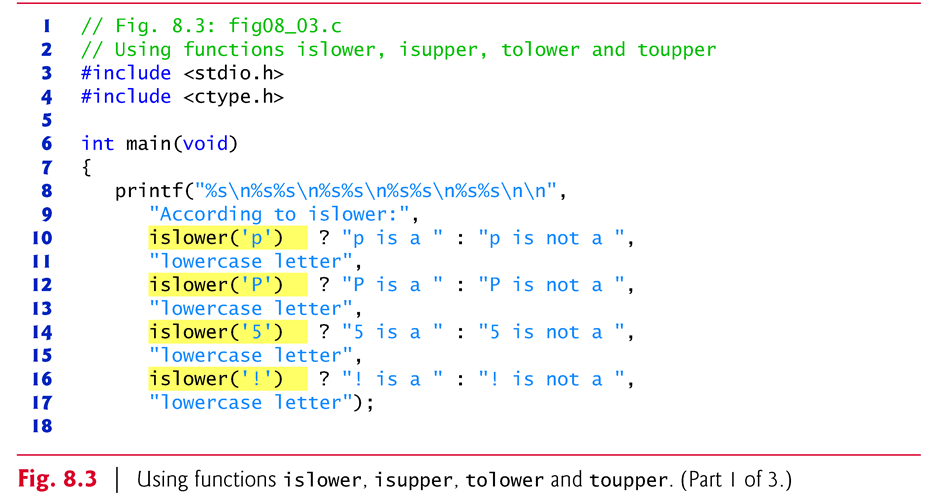 1 // Fig. 8.3: fig08_03.c
2 // Using functions islower, isupper, tolower and toupper
3 #include <stdio.h>
4 #include <ctype.h>
5
6 int main(void)
7 {
8 printf("%s\n%s%s\n%s%s\n%s%s\n%s%s\n\n",
9 "According to islower:",
10 islower('p') ? "p is a " : "p is not a ",
11 "lowercase letter",
12 islower('P') ? "P is a " : "P is not a ",
13 "lowercase letter",
14 islower('5') ? "5 is a " : "5 is not a ",
15 "lowercase letter",
16 islower('!') ? "! is a " : "! is not a ",
17 "lowercase letter");
18
Fig. 8.3 | Using functions islower, isupper, tolower and toupper. (Part 1 of 3.)